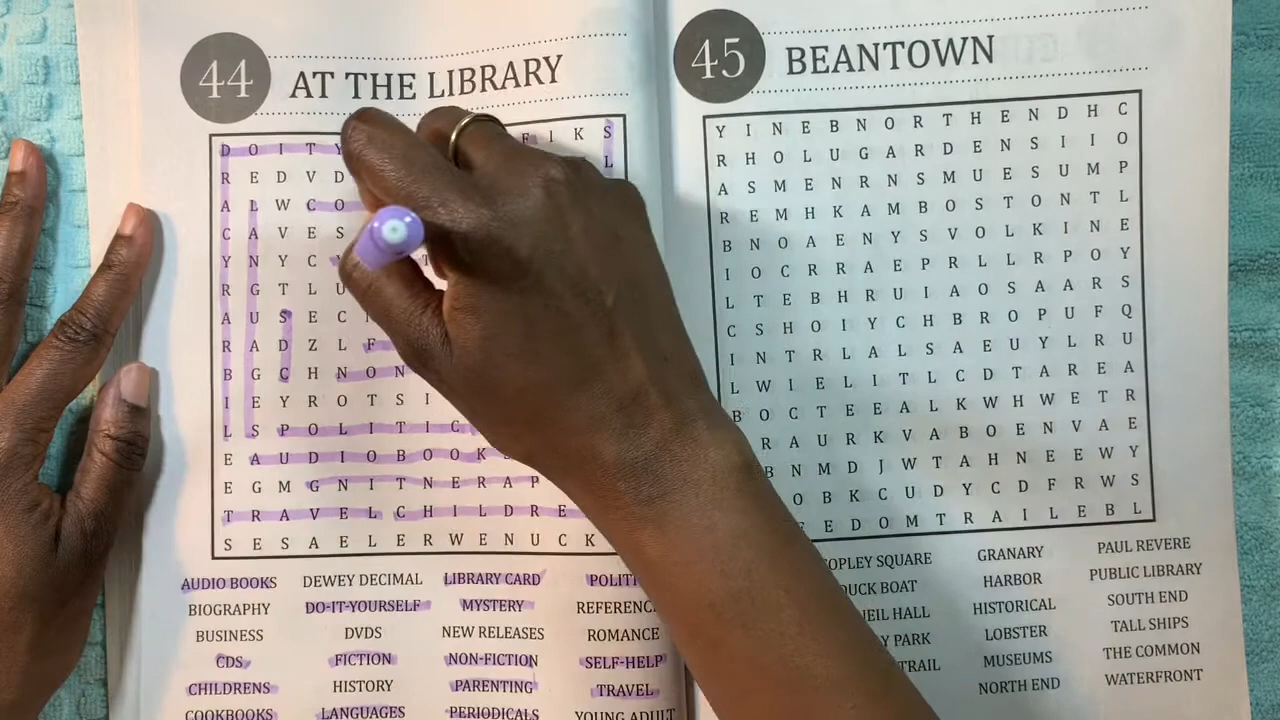 44 AT THE LIBRARY
D O I T Y F I K S
R E D V D L
A L W C O
C A V E S
Y N Y C
R G T L U
A U S E C
R A D Z L F
B G C H N O N
I E Y R O T S I
L S P O L I T I C
E A U D I O B O O K
E G M G N I T N E R A P
T R A V E L C H I L D R E
S E S A E L E R W E N U C K
AUDIO BOOKS DEWEY DECIMAL LIBRARY CARD
BIOGRAPHY DO-IT-YOURSELF MYSTERY
BUSINESS DVDS NEW RELEASES ROMANCE
CDS FICTION NON-FICTION SELF-HELP
CHILDRENS HISTORY PARENTING TRAVEL
COOKBOOKS LANGUAGES PERIODICALS YOUNG ADULT
45 BEANTOWN
Y I N E B N O R T H E N D H C
R H O L U G A R D E N S I I O
A S M E N R N S M U E S U M P
R E M H K A M B O S T O N T L
B N O A E N Y S V O L K I N E
I O C R R A E P R L L R P O Y
L T E B H R U I A O S A A R S
C S H O I Y C H B R O P U F Q
I N T R L A L S A E U Y L R U
L W I E L I T L C D T A R E A
B O C T E E A L K W H W E T R
R A U R K V A B O E N V A E
B N M D J W T A H N E E W Y
O B K C U D Y C D F R W S
E E D O M T R A I L E B L
SQUARE GRANARY PAUL REVERE
DUCK BOAT HARBOR PUBLIC LIBRARY
HALL HISTORICAL SOUTH END
PARK LOBSTER TALL SHIPS
TRAIL MUSEUMS THE COMMON
NORTH END WATERFRONT